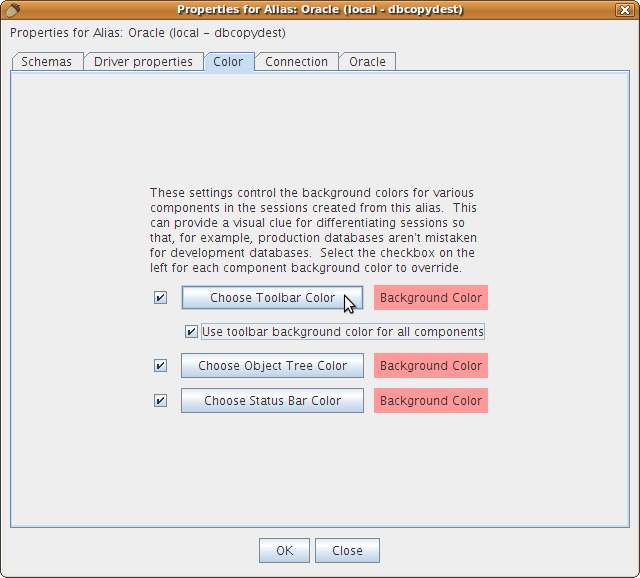 Properties for Alias: Oracle (local - dbcopydest)
Properties for Alias: Oracle (local - dbcopydest)
Schemas Driver properties Color Connection Oracle
These settings control the background colors for various
components in the sessions created from this alias. This
can provide a visual clue for differentiating sessions so
that, for example, production databases aren't mistaken
for development databases. Select the checkbox on the
left for each component background color to override.
Choose Toolbar Color Background Color
Use toolbar background color for all components
Choose Object Tree Color Background Color
Choose Status Bar Color Background Color
OK Close